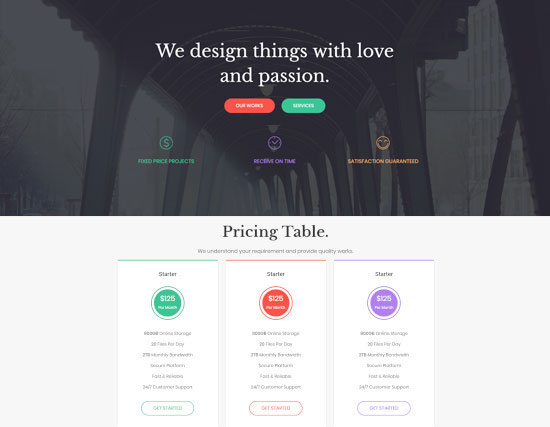 We design things with love
and passion.
OUR WORKS SERVICES
$
FIXED PRICE PROJECTS RECEIVE ON TIME SATISFACTION GUARANTEED
Pricing Table.
We understand your requirement and provide quality works.
Starter Starter Starter
$125 $125 $125
Per Month Per Month Per Month
Online Storage Online Storage Online Storage
20 Files Per Day 20 Files Per Day 20 Files Per Day
2TB Monthly Bandwidth 2TB Monthly Bandwidth 2TB Monthly Bandwidth
Secure Platform Secure Platform Secure Platform
Fast & Reliable Fast & Reliable Fast & Reliable
24/7 Customer Support 24/7 Customer Support 24/7 Customer Support
GET STARTED GET STARTED GET STARTED